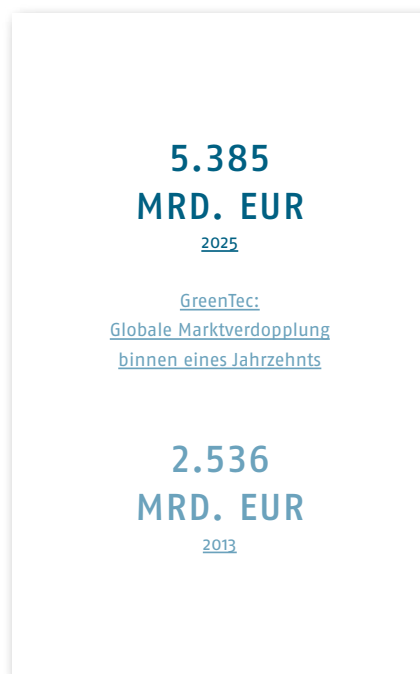 5.385
MRD. EUR
2025
GreenTec:
Globale Marktverdopplung
binnen eines Jahrzehnts
2.536
MRD. EUR
2013